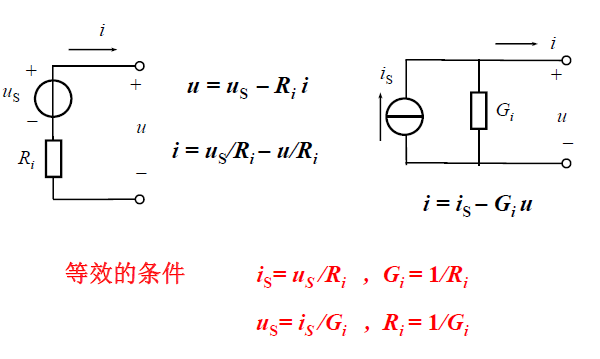 i
+
uS
−
Ri
+
u
−
u = uS − Ri i
i = uS/Ri − u/Ri
i
iS
Gi
+
u
−
i = iS − Gi u
等效的条件 iS= uS /Ri , Gi = 1/Ri
uS= iS /Gi , Ri = 1/Gi